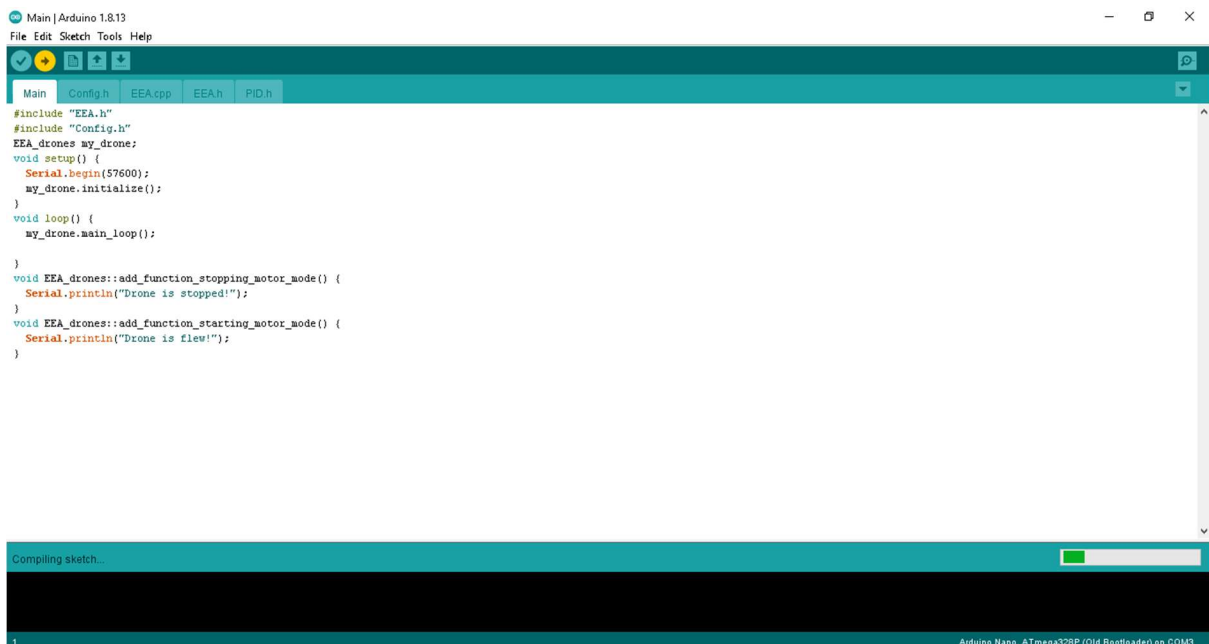 Main | Arduino 1.8.13
File Edit Sketch Tools Help
Main Config.h EEA.cpp EEA.h PID.h
#include "EEA.h"
#include "Config.h"
EEA_drones my_drone;
void setup() {
  Serial.begin(57600);
  my_drone.initialize();
}
void loop() {
  my_drone.main_loop();
}
void EEA_drones::add_function_stopping_motor_mode() {
  Serial.println("Drone is stopped!");
}
void EEA_drones::add_function_starting_motor_mode() {
  Serial.println("Drone is flew!");
}
Compiling sketch...
1 Arduino Nano, ATmega328P (Old Bootloader) on COM3